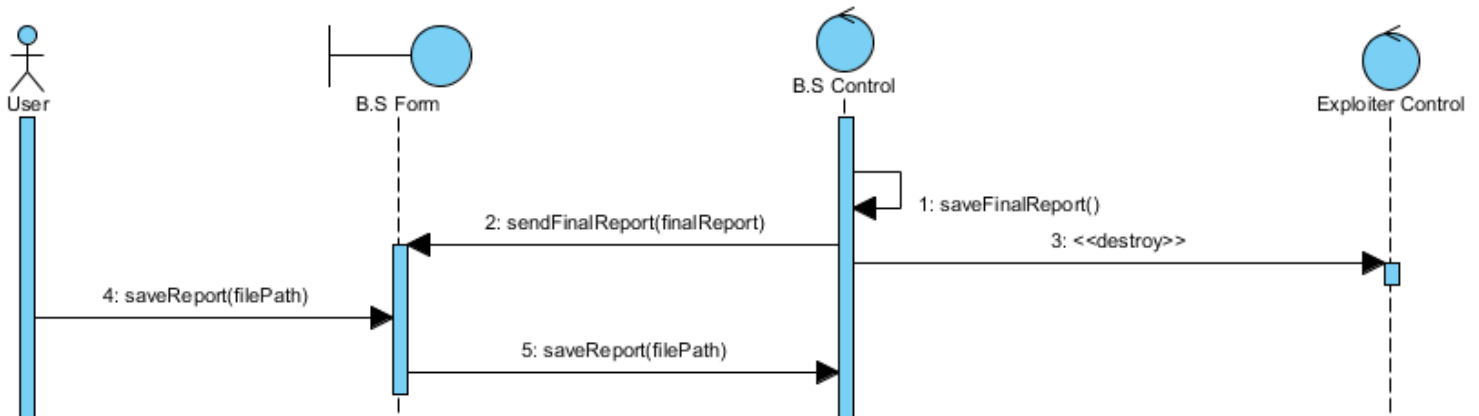 User
B.S Form
B.S Control
Exploiter Control
1: saveFinalReport()
2: sendFinalReport(finalReport)
3: <<destroy>>
4: saveReport(filePath)
5: saveReport(filePath)